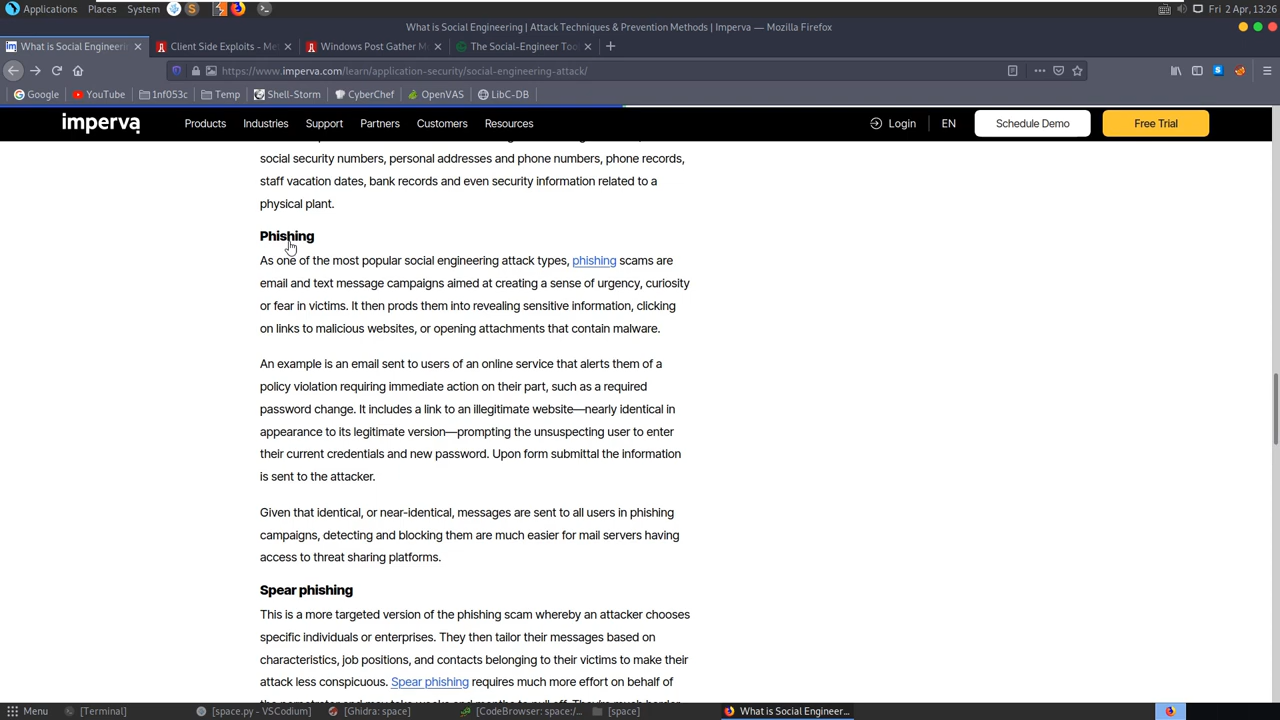 Applications Places System Fri 2 Apr, 13:26
What is Social Engineering | Attack Techniques & Prevention Methods | Imperva — Mozilla Firefox
What is Social Engineerin Client Side Exploits - Me Windows Post Gather M The Social-Engineer Too
https://www.imperva.com/learn/application-security/social-engineering-attack/
Google YouTube 1nf053c Temp Shell-Storm CyberChef OpenVAS LibC-DB
imperva Products Industries Support Partners Customers Resources Login EN Schedule Demo Free Trial
social security numbers, personal addresses and phone numbers, phone records,
staff vacation dates, bank records and even security information related to a
physical plant.
Phishing
As one of the most popular social engineering attack types, phishing scams are
email and text message campaigns aimed at creating a sense of urgency, curiosity
or fear in victims. It then prods them into revealing sensitive information, clicking
on links to malicious websites, or opening attachments that contain malware.
An example is an email sent to users of an online service that alerts them of a
policy violation requiring immediate action on their part, such as a required
password change. It includes a link to an illegitimate website—nearly identical in
appearance to its legitimate version—prompting the unsuspecting user to enter
their current credentials and new password. Upon form submittal the information
is sent to the attacker.
Given that identical, or near-identical, messages are sent to all users in phishing
campaigns, detecting and blocking them are much easier for mail servers having
access to threat sharing platforms.
Spear phishing
This is a more targeted version of the phishing scam whereby an attacker chooses
specific individuals or enterprises. They then tailor their messages based on
characteristics, job positions, and contacts belonging to their victims to make their
attack less conspicuous. Spear phishing requires much more effort on behalf of
Menu [Terminal] [space.py - VSCodium] [Ghidra: space] [CodeBrowser: space:/... [space] What is Social Engineer...